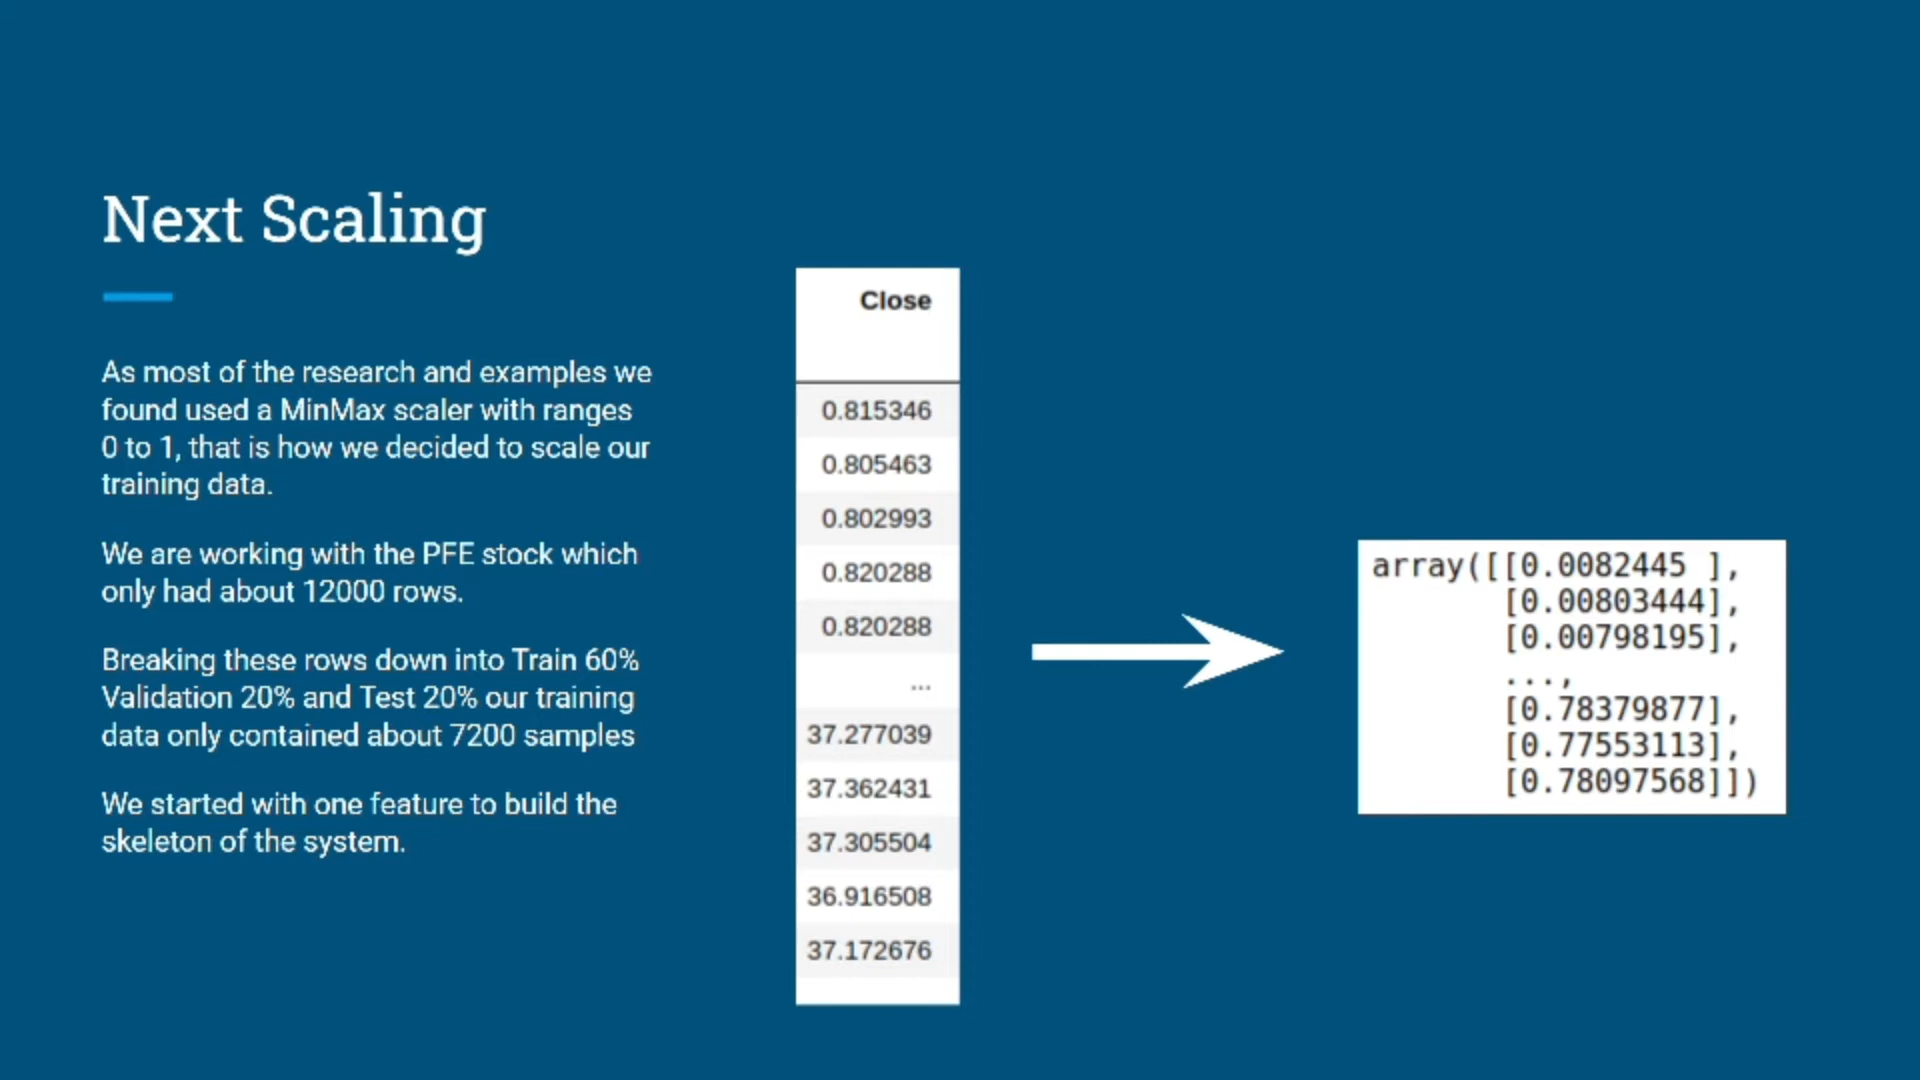 Next Scaling
As most of the research and examples we
found used a MinMax scaler with ranges
0 to 1, that is how we decided to scale our
training data.
We are working with the PFE stock which
only had about 12000 rows.
Breaking these rows down into Train 60%
Validation 20% and Test 20% our training
data only contained about 7200 samples
We started with one feature to build the
skeleton of the system.
Close
0.815346
0.805463
0.802993
0.820288
0.820288
...
37.277039
37.362431
37.305504
36.916508
37.172676
array([[0.0082445 ],
[0.00803444],
[0.00798195],
...,
[0.78379877],
[0.77553113],
[0.78097568]])